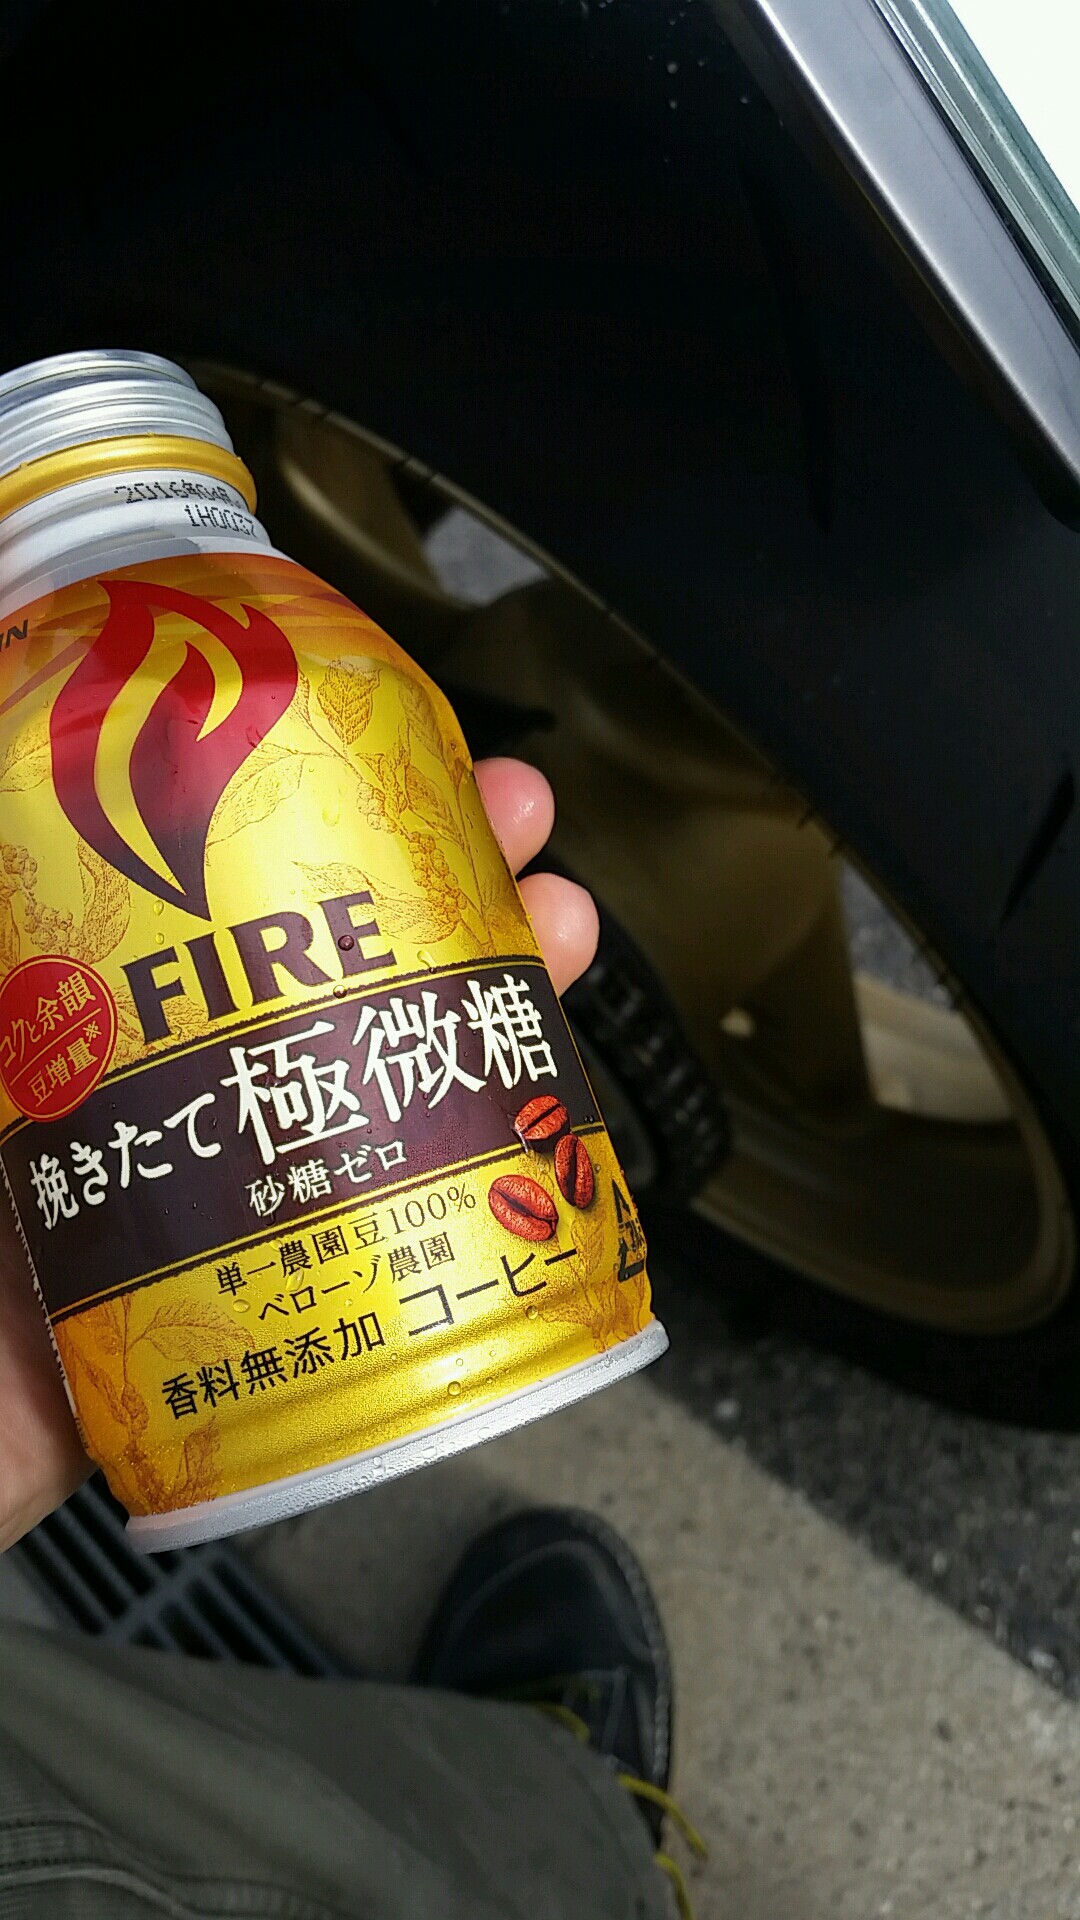 1H0037
FIRE
コクと余韻
豆増量※
挽きたて極微糖
砂糖ゼロ
単一農園豆100%
ベローゾ農園
香料無添加 コーヒー